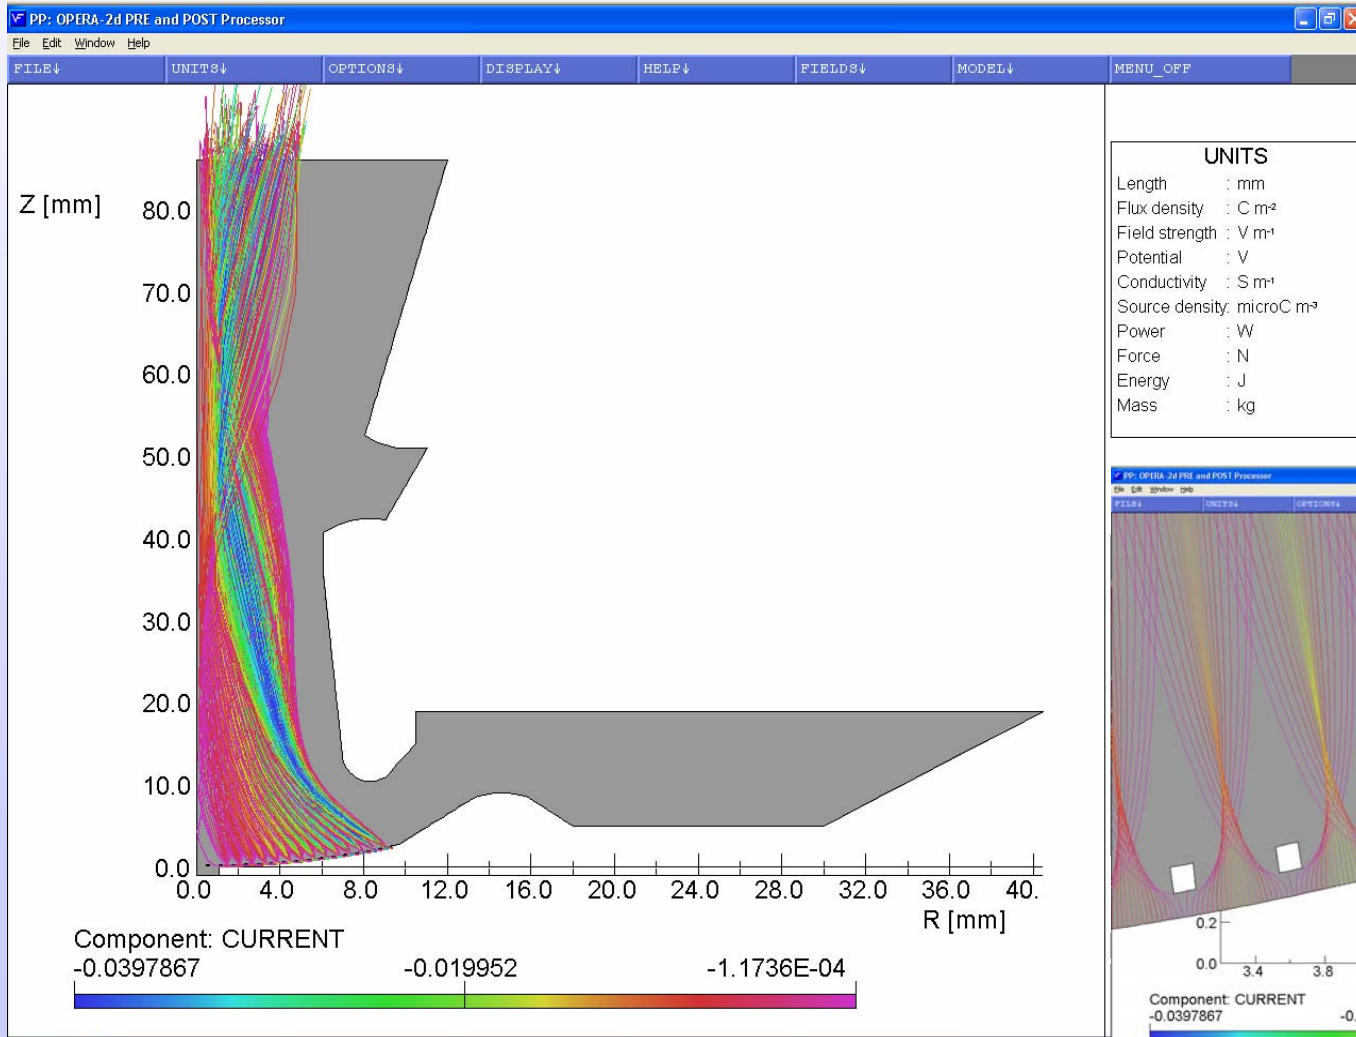 PP: OPERA-2d PRE and POST Processor
File Edit Window Help
FILE↓ UNITS↓ OPTIONS↓ DISPLAY↓ HELP↓ FIELDS↓ MODEL↓ MENU_OFF
Z [mm]
80.0
70.0
60.0
50.0
40.0
30.0
20.0
10.0
0.0
0.0 4.0 8.0 12.0 16.0 20.0 24.0 28.0 32.0 36.0 40.
R [mm]
Component: CURRENT
-0.0397867 -0.019952 -1.1736E-04
UNITS
Length : mm
Flux density : C m-²
Field strength : V m-¹
Potential : V
Conductivity : S m-¹
Source density: microC m-³
Power : W
Force : N
Energy : J
Mass : kg
PP: OPERA-2d PRE and POST Processor
File Edit Window Help
FILE↓ UNITS↓ OPTIONS↓
0.2
0.0
3.4 3.8
Component: CURRENT
-0.0397867 -0.